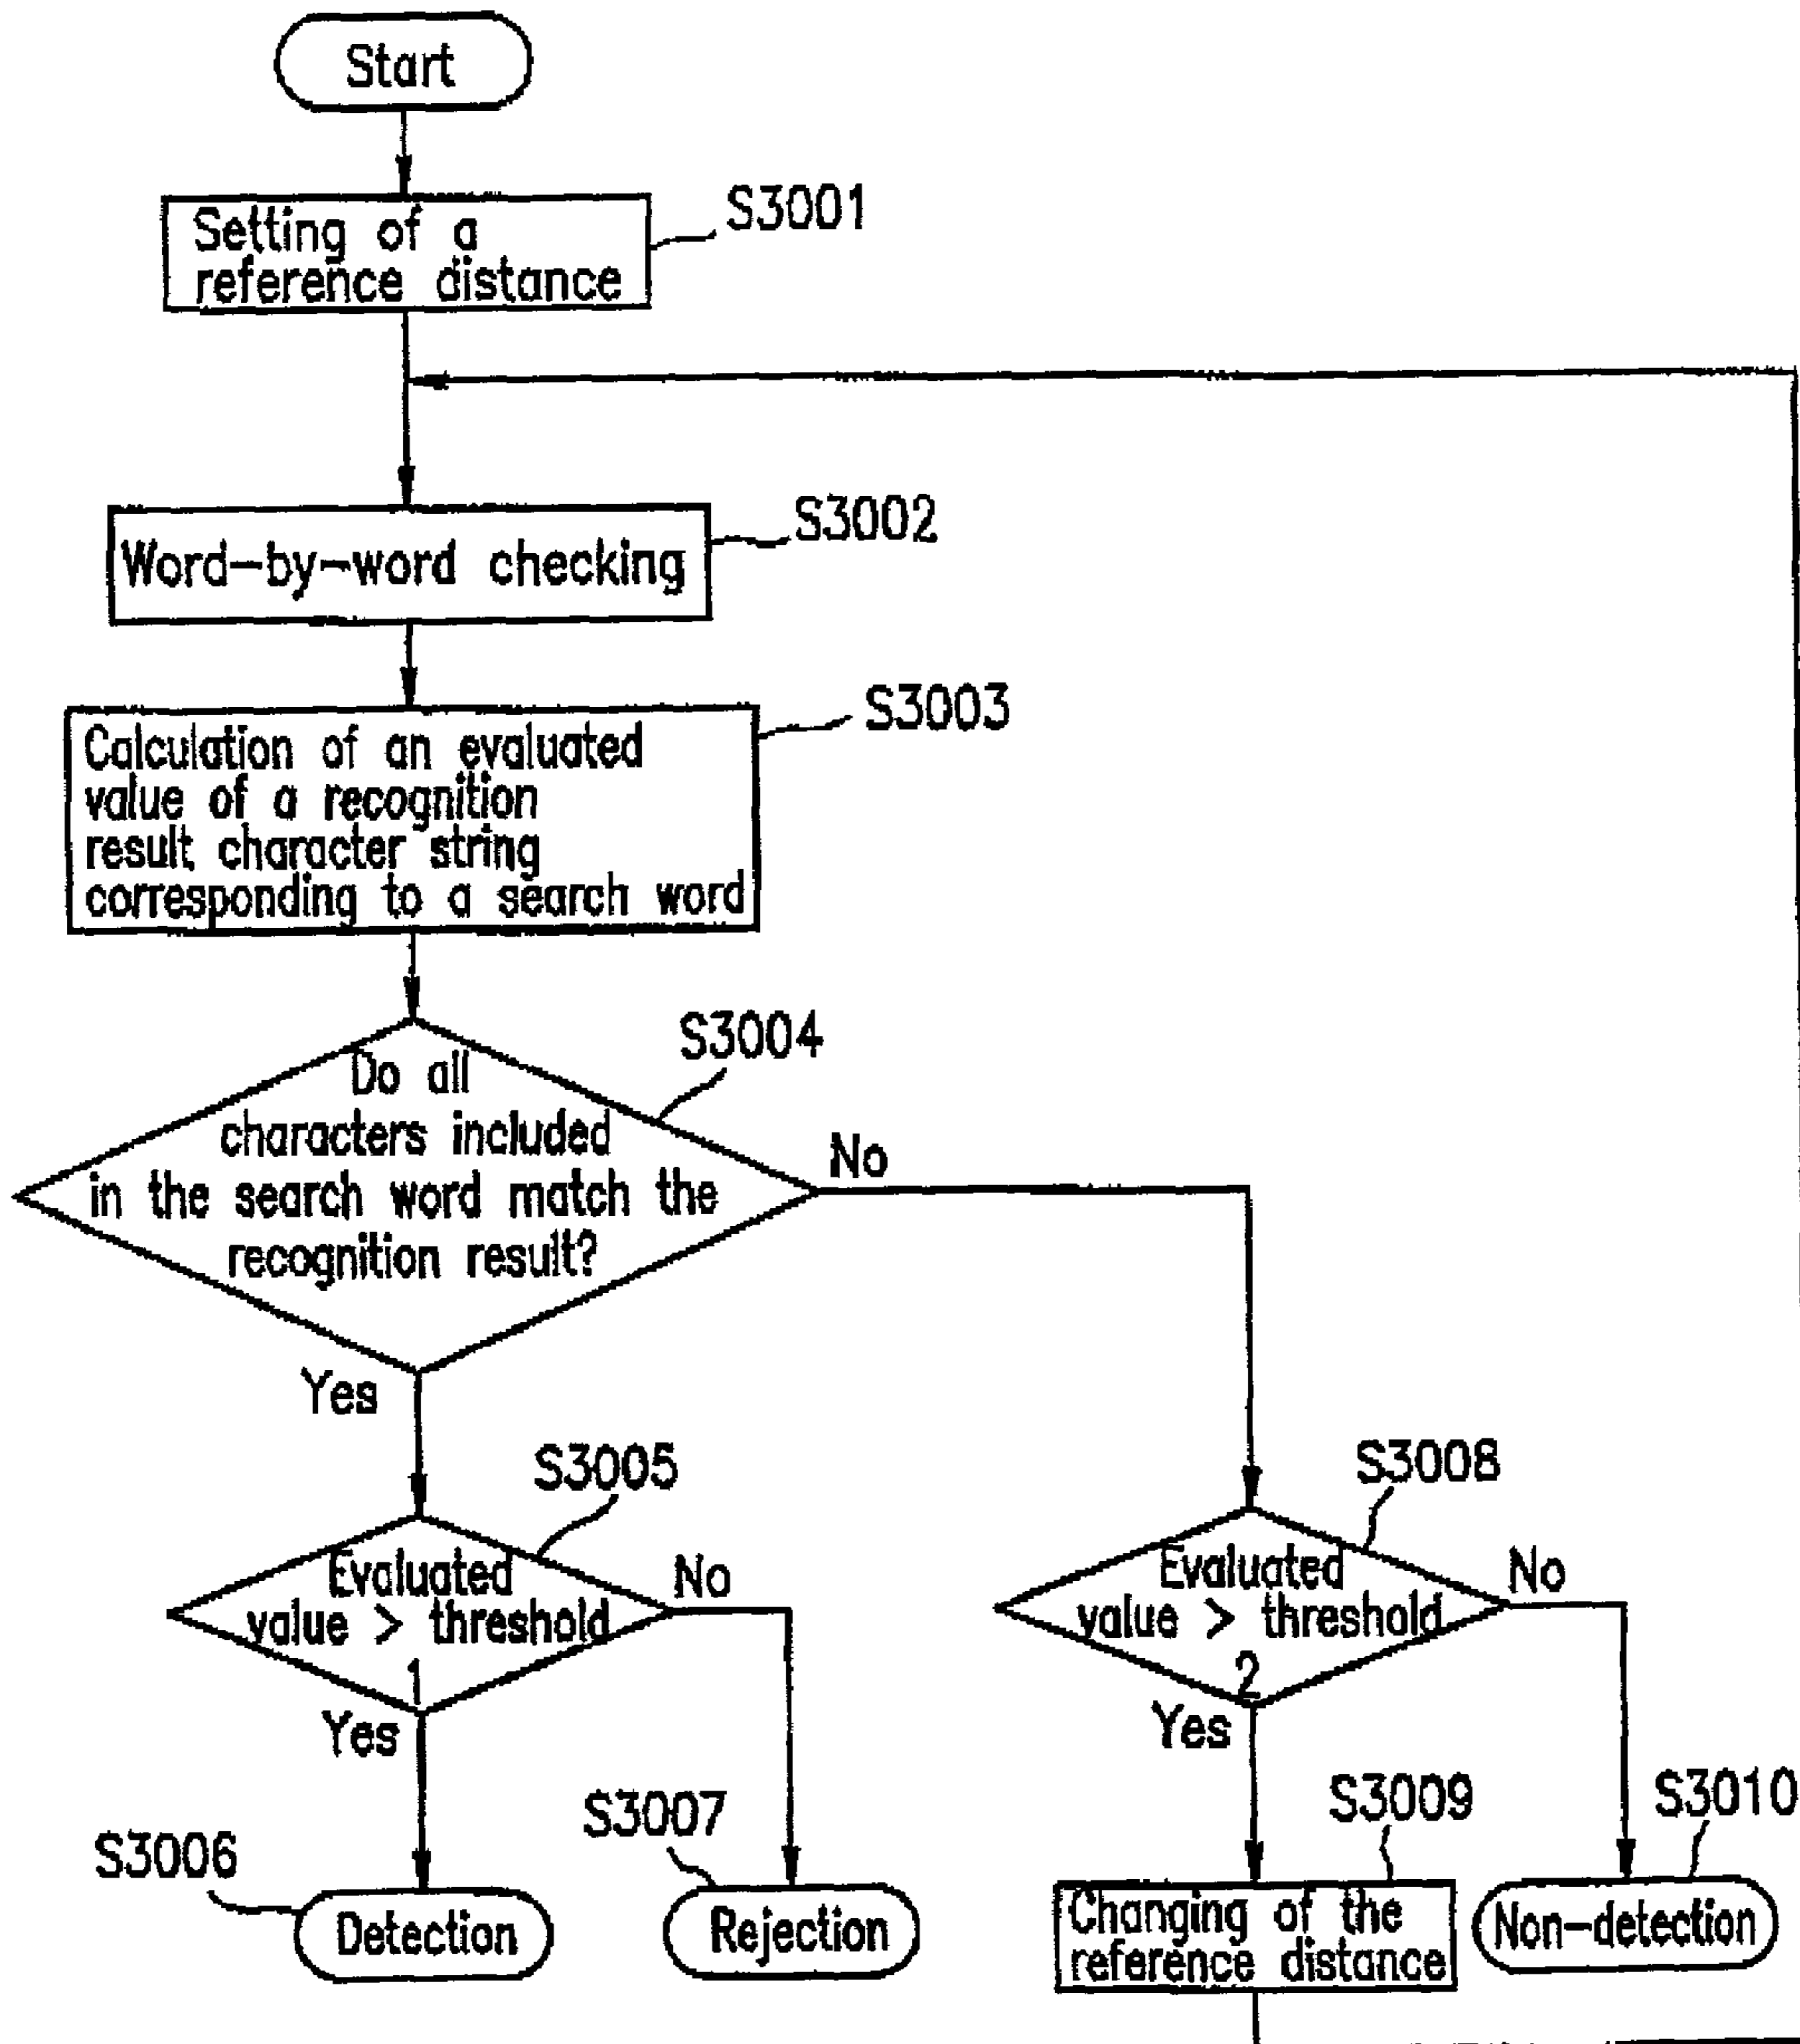 Start
S3001
Setting of a
reference distance
S3002
Word-by-word checking
S3003
Calculation of an evaluated
value of a recognition
result character string
corresponding to a search word
S3004
Do all
characters included
in the search word match the
recognition result?
No
Yes
S3005
Evaluated
value > threshold
1
No
Yes
S3008
Evaluated
value > threshold
2
No
Yes
S3006
Detection
S3007
Rejection
S3009
Changing of the
reference distance
S3010
Non-detection